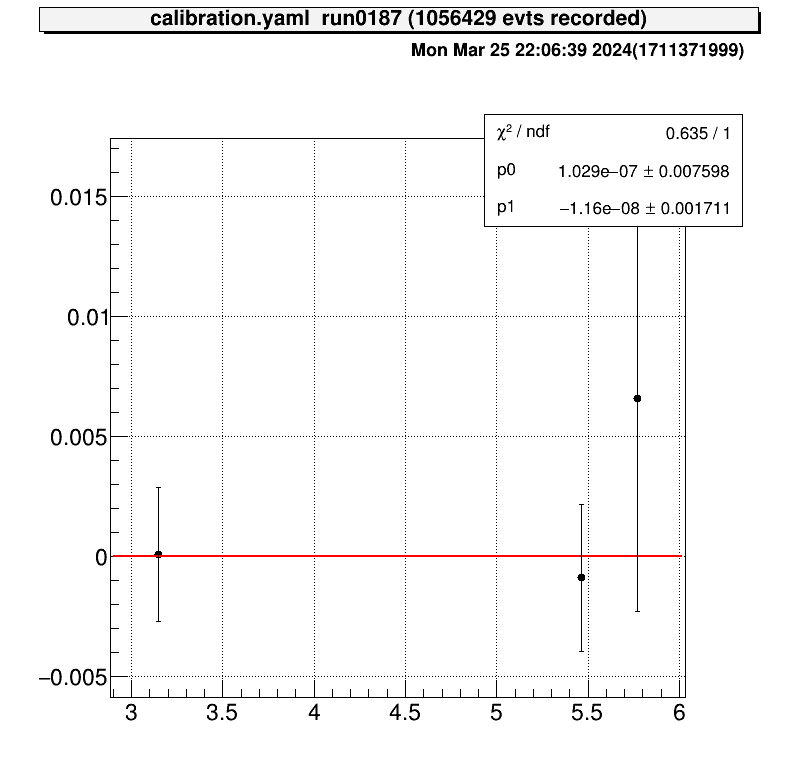 calibration.yaml  run0187 (1056429 evts recorded)
Mon Mar 25 22:06:39 2024(1711371999)
χ² / ndf 0.635 / 1
p0 1.029e−07 ± 0.007598
p1 −1.16e−08 ± 0.001711
0.015
0.01
0.005
0
−0.005
3 3.5 4 4.5 5 5.5 6